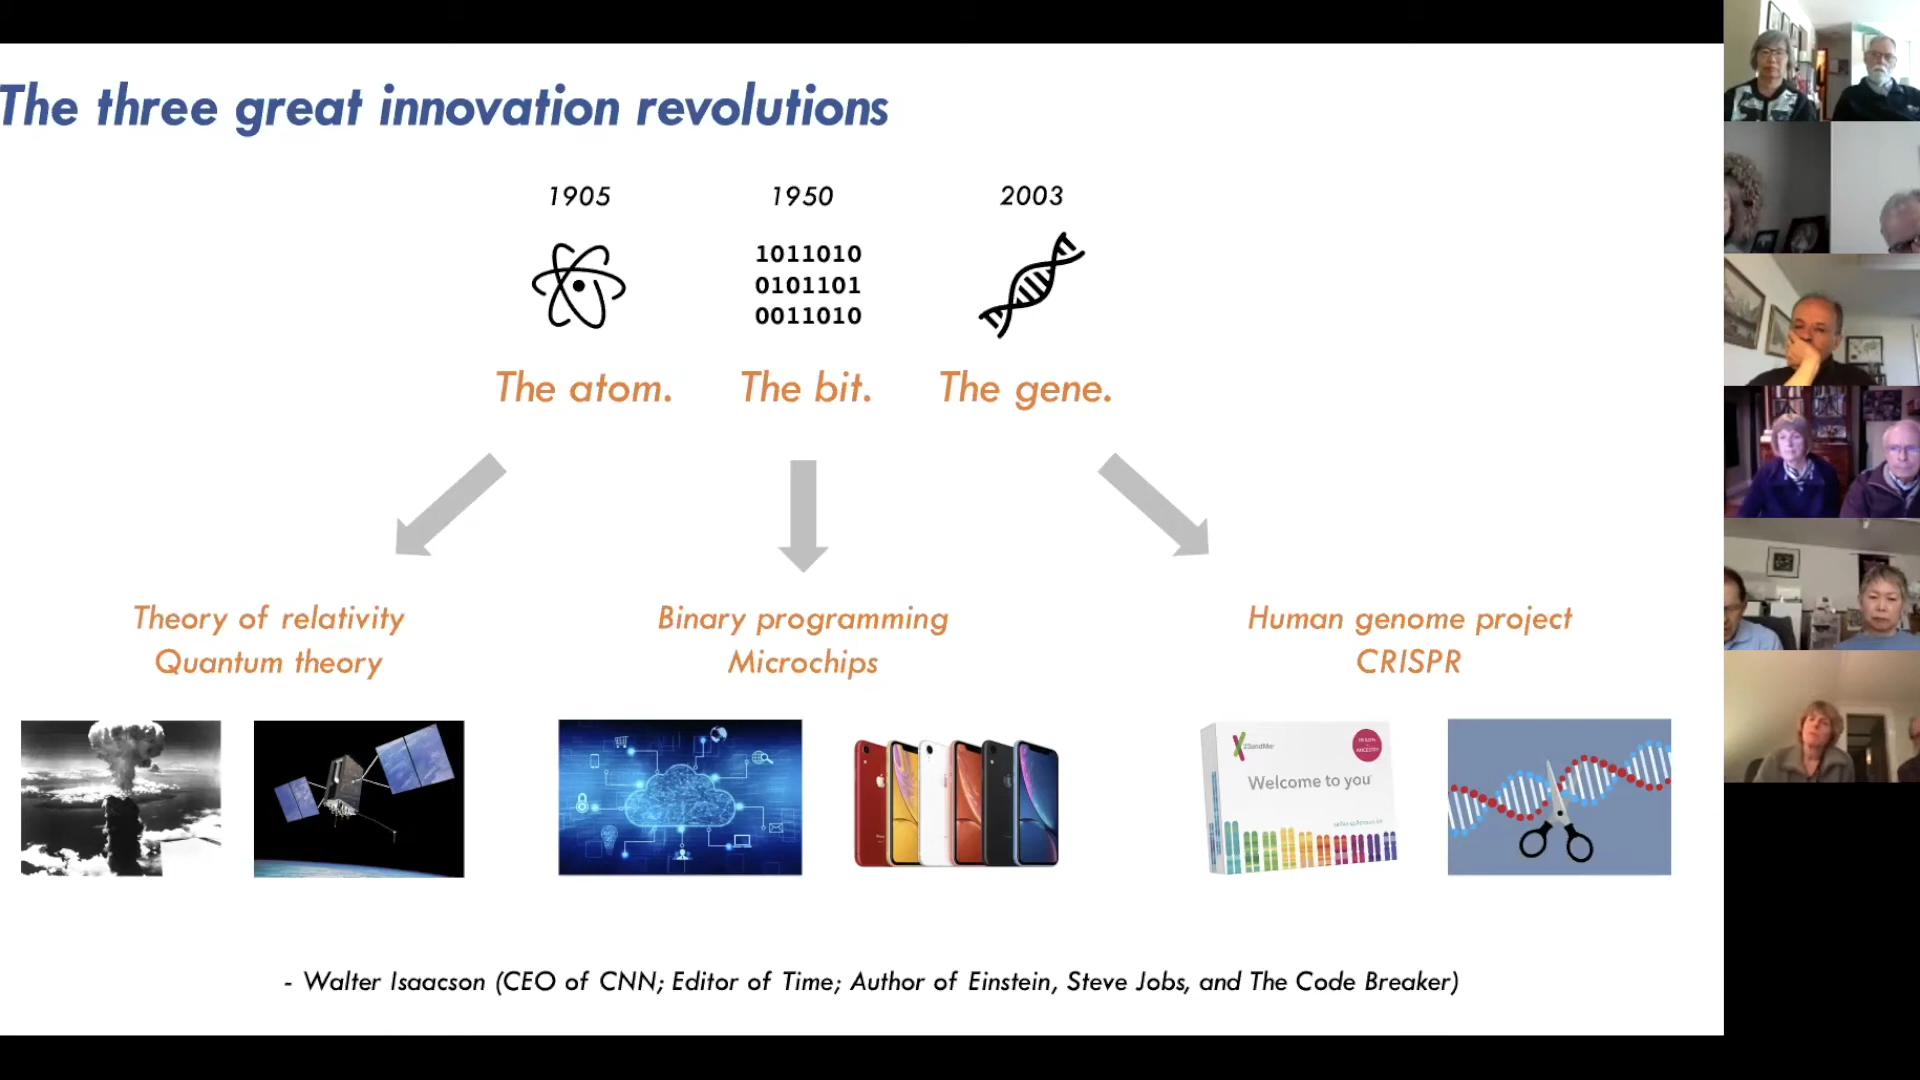 The three great innovation revolutions
1905
1950
2003
1011010
0101101
0011010
The atom.
The bit.
The gene.
Theory of relativity
Quantum theory
Binary programming
Microchips
Human genome project
CRISPR
23andMe
Welcome to you
- Walter Isaacson (CEO of CNN; Editor of Time; Author of Einstein, Steve Jobs, and The Code Breaker)